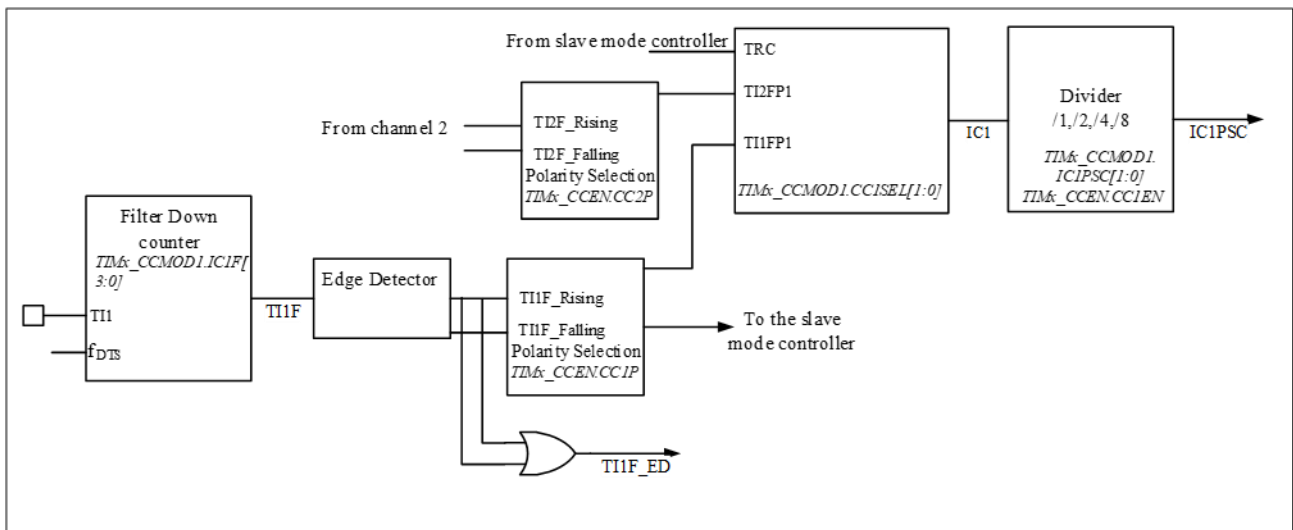 From slave mode controller
TRC
TI2FP1
TI1FP1
TIMx_CCMOD1.CC1SEL[1:0]
IC1
Divider
/1,/2,/4,/8
TIMx_CCMOD1.
IC1PSC[1:0]
TIMx_CCEN.CC1EN
IC1PSC
From channel 2
TI2F_Rising
TI2F_Falling
Polarity Selection
TIMx_CCEN.CC2P
Filter Down
counter
TIMx_CCMOD1.IC1F[
3:0]
TI1
fDTS
TI1F
Edge Detector
TI1F_Rising
TI1F_Falling
Polarity Selection
TIMx_CCEN.CC1P
To the slave
mode controller
TI1F_ED